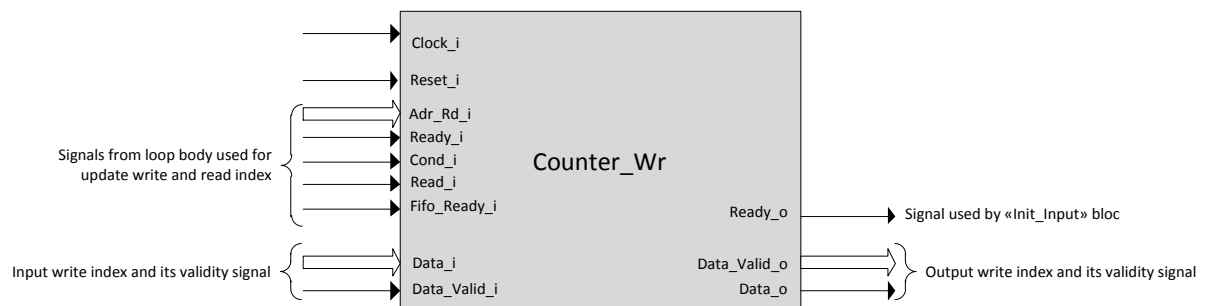 Clock_i
Reset_i
Adr_Rd_i
Ready_i
Signals from loop body used for
update write and read index
Cond_i
Read_i
Fifo_Ready_i
Counter_Wr
Ready_o
Signal used by «Init_Input» bloc
Input write index and its validity signal
Data_i
Data_Valid_i
Data_Valid_o
Data_o
Output write index and its validity signal